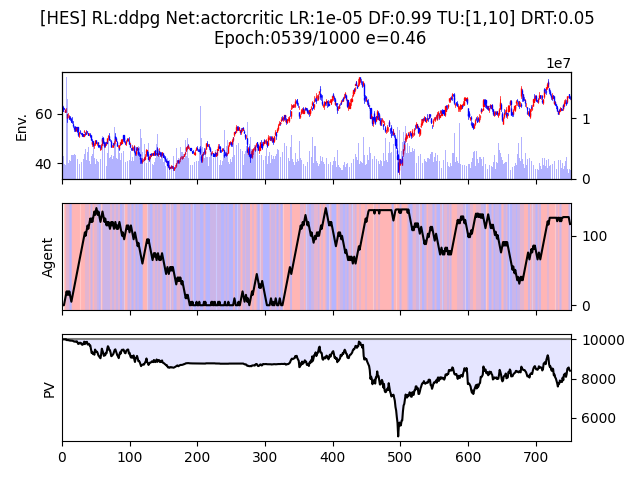 [HES] RL:ddpg Net:actorcritic LR:1e-05 DF:0.99 TU:[1,10] DRT:0.05
Epoch:0539/1000 e=0.46
1e7
Env.
60
40
1
0
Agent
100
0
PV
10000
8000
6000
0 100 200 300 400 500 600 700